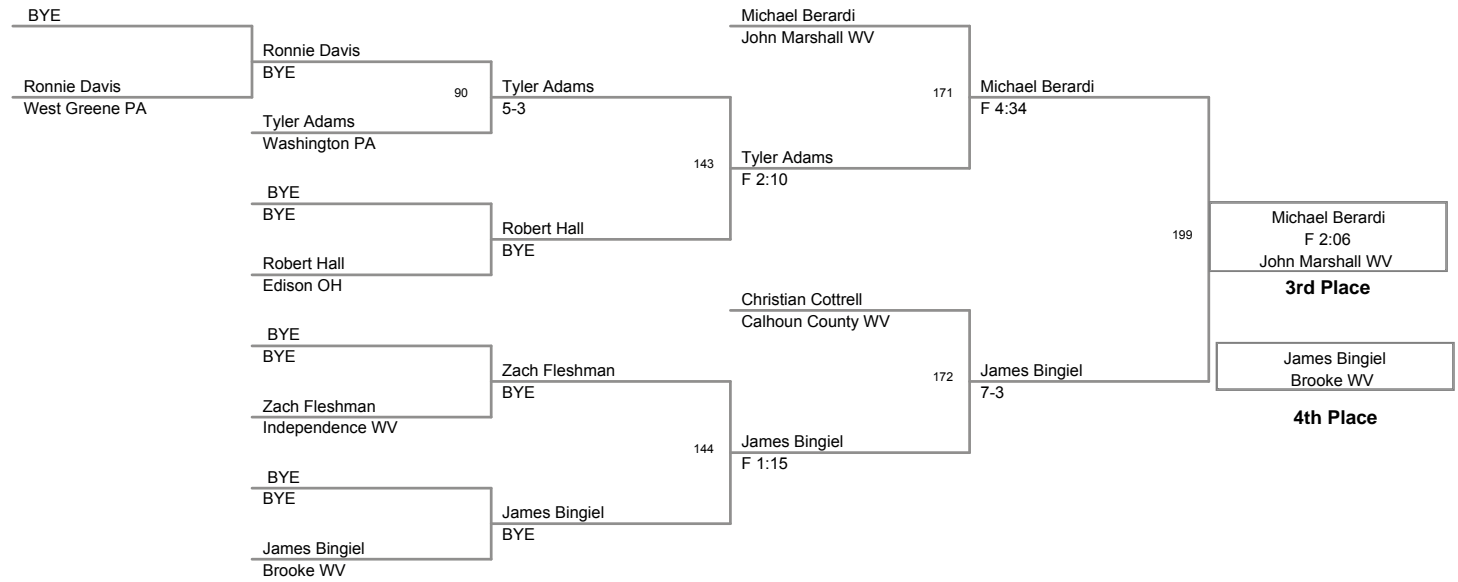 BYE
Ronnie Davis
West Greene PA
Ronnie Davis
BYE
90
Tyler Adams
Washington PA
BYE
BYE
Robert Hall
Edison OH
BYE
BYE
Zach Fleshman
Independence WV
BYE
BYE
James Bingiel
Brooke WV
Tyler Adams
5-3
143
Robert Hall
BYE
Zach Fleshman
BYE
144
James Bingiel
BYE
Michael Berardi
John Marshall WV
171
Tyler Adams
F 2:10
Christian Cottrell
Calhoun County WV
172
James Bingiel
F 1:15
Michael Berardi
F 4:34
199
James Bingiel
7-3
Michael Berardi
F 2:06
John Marshall WV
3rd Place
James Bingiel
Brooke WV
4th Place